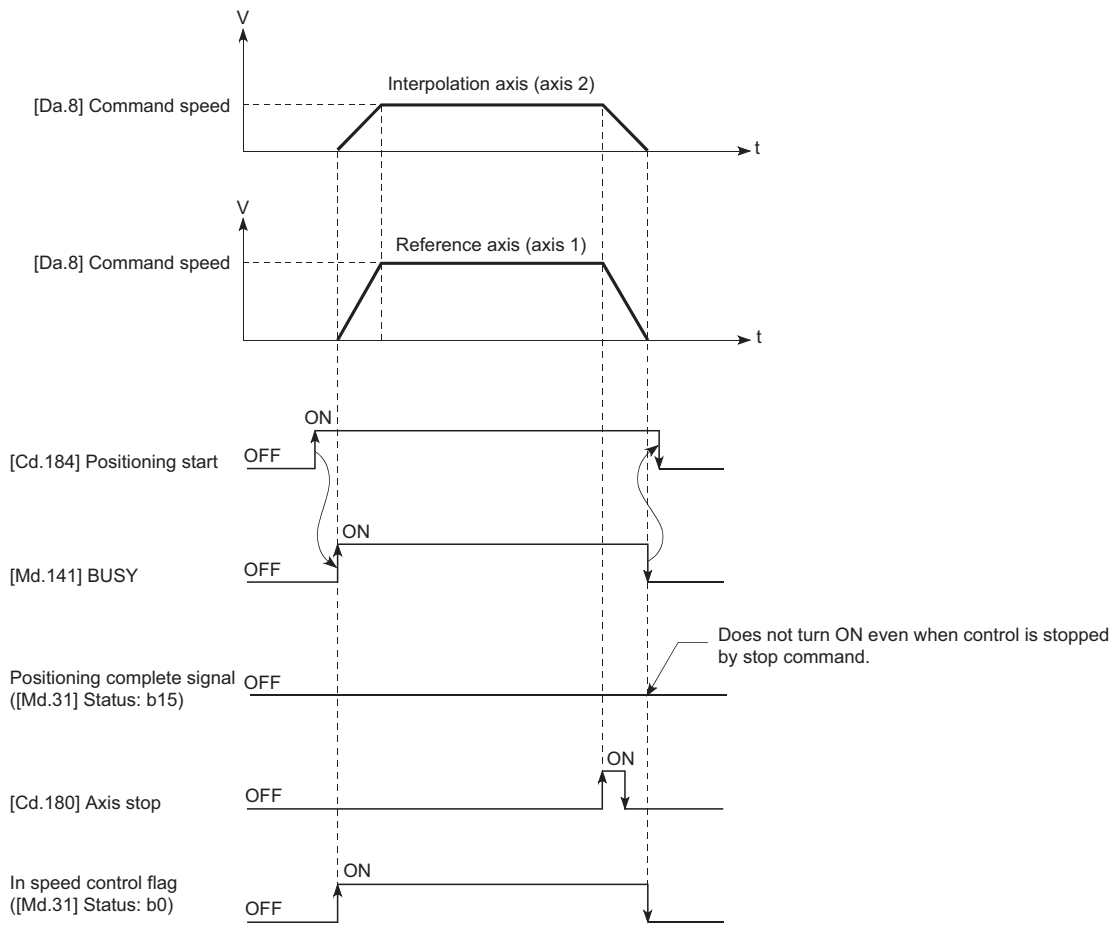 V
Interpolation axis (axis 2)
[Da.8] Command speed
t
V
Reference axis (axis 1)
[Da.8] Command speed
t
ON
[Cd.184] Positioning start
OFF
ON
[Md.141] BUSY
OFF
Does not turn ON even when control is stopped
by stop command.
Positioning complete signal
([Md.31] Status: b15)
OFF
ON
[Cd.180] Axis stop
OFF
ON
In speed control flag
([Md.31] Status: b0)
OFF